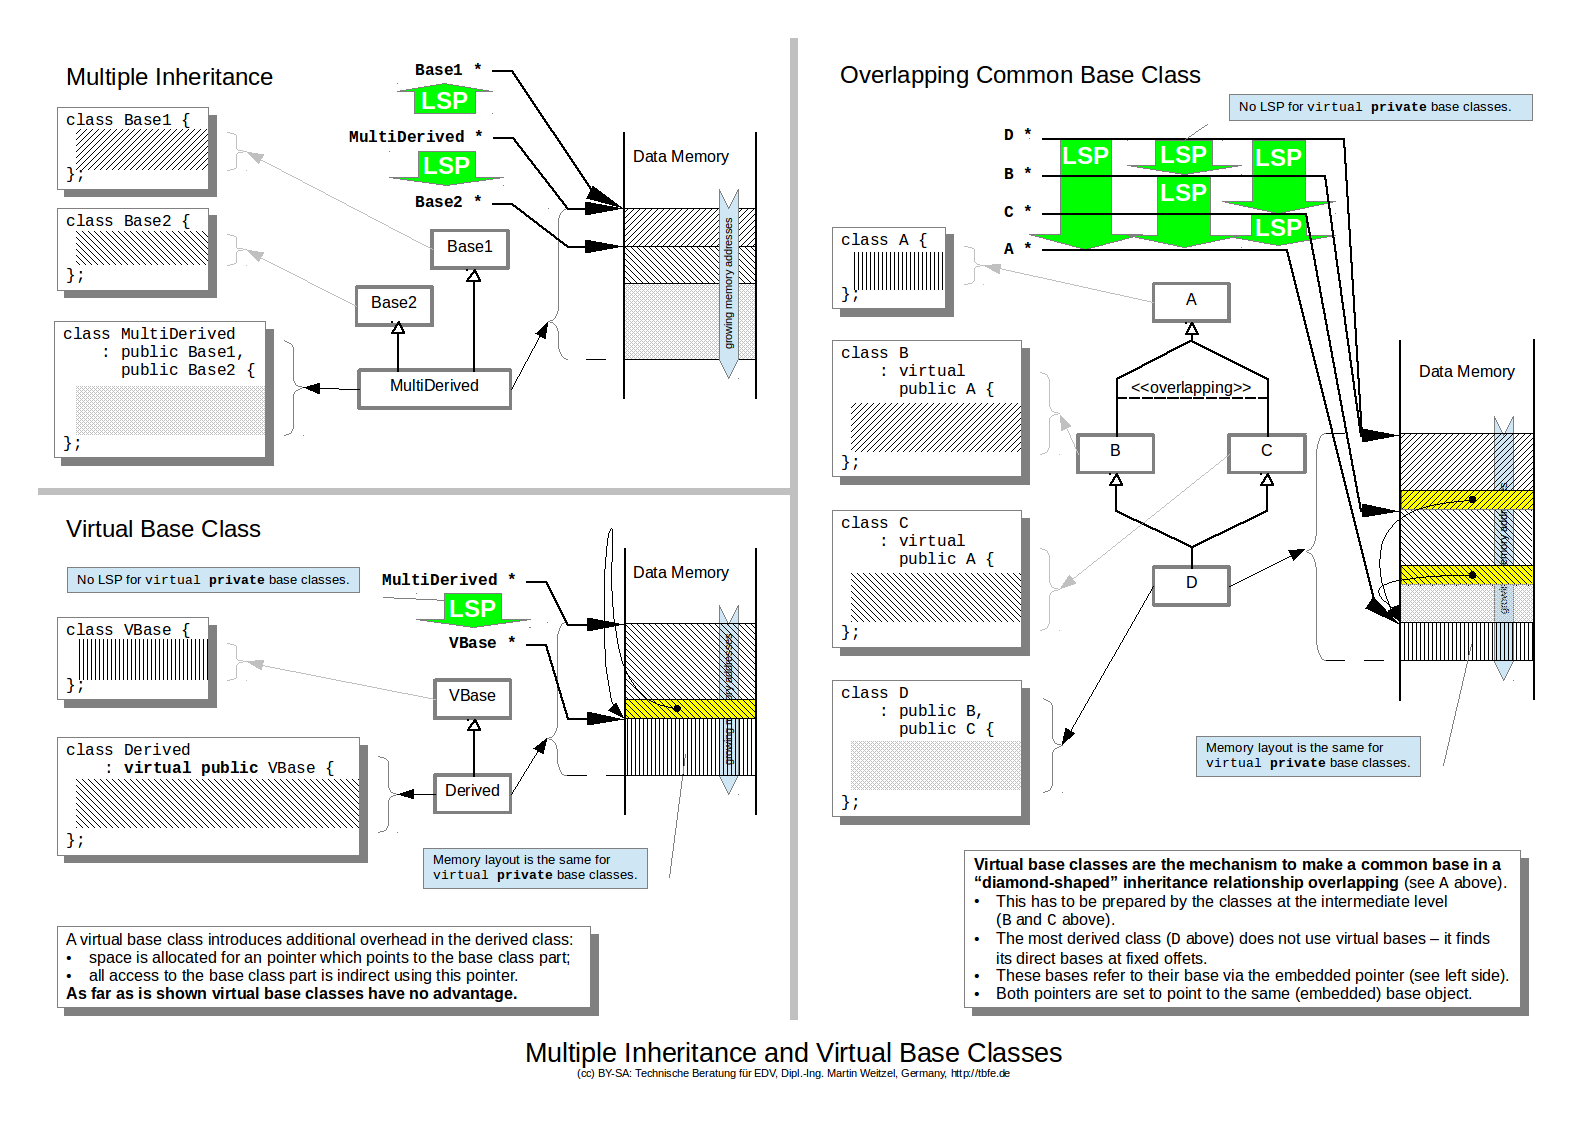 Multiple Inheritance
Base1 *
LSP
MultiDerived *
LSP
Base2 *
class Base1 {
};
class Base2 {
};
class MultiDerived
: public Base1,
public Base2 {
};
Base1
Base2
MultiDerived
Data Memory
growing memory addresses
Virtual Base Class
No LSP for virtual private base classes.
MultiDerived *
LSP
VBase *
class VBase {
};
class Derived
: virtual public VBase {
};
VBase
Derived
Data Memory
growing m
ry addresses
Memory layout is the same for
virtual private base classes.
A virtual base class introduces additional overhead in the derived class:
• space is allocated for an pointer which points to the base class part;
• all access to the base class part is indirect using this pointer.
As far as is shown virtual base classes have no advantage.
Overlapping Common Base Class
No LSP for virtual private base classes.
D *
B *
C *
A *
LSP
LSP
LSP
LSP
LSP
class A {
};
class B
: virtual
public A {
};
class C
: virtual
public A {
};
class D
: public B,
public C {
};
A
<<overlapping>>
B
C
D
Data Memory
growi
emory addr
s
Memory layout is the same for
virtual private base classes.
Virtual base classes are the mechanism to make a common base in a
“diamond-shaped” inheritance relationship overlapping (see A above).
• This has to be prepared by the classes at the intermediate level
(B and C above).
• The most derived class (D above) does not use virtual bases – it finds
its direct bases at fixed offets.
• These bases refer to their base via the embedded pointer (see left side).
• Both pointers are set to point to the same (embedded) base object.
Multiple Inheritance and Virtual Base Classes
(cc) BY-SA: Technische Beratung für EDV, Dipl.-Ing. Martin Weitzel, Germany, http://tbfe.de